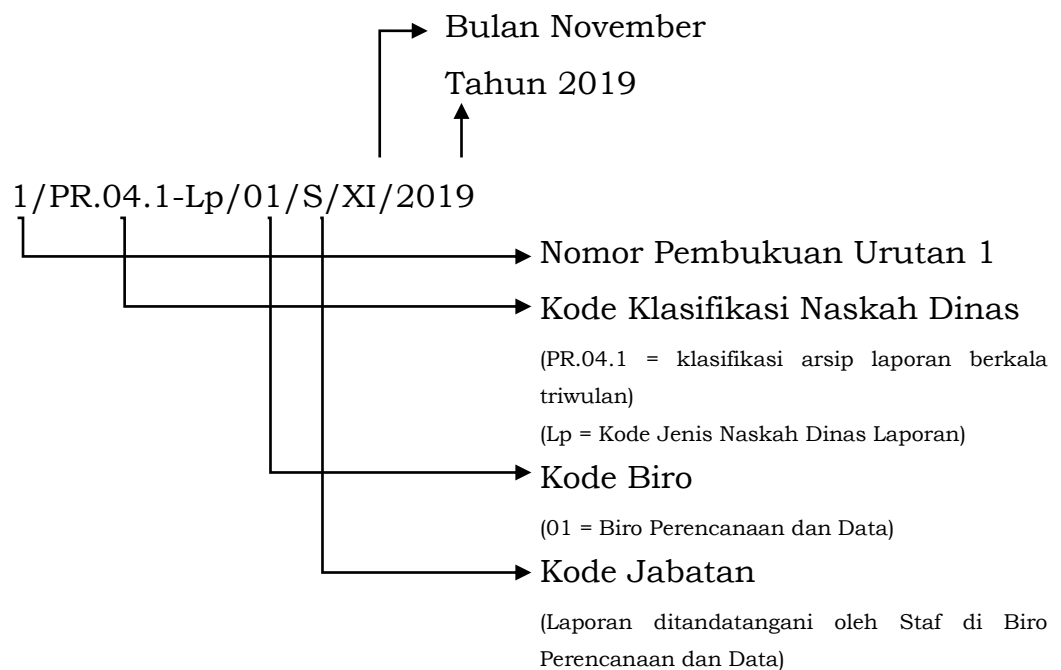 Bulan November
Tahun 2019
1/PR.04.1-Lp/01/S/XI/2019
Nomor Pembukuan Urutan 1
Kode Klasifikasi Naskah Dinas
(PR.04.1 = klasifikasi arsip laporan berkala
triwulan)
(Lp = Kode Jenis Naskah Dinas Laporan)
Kode Biro
(01 = Biro Perencanaan dan Data)
Kode Jabatan
(Laporan ditandatangani oleh Staf di Biro
Perencanaan dan Data)